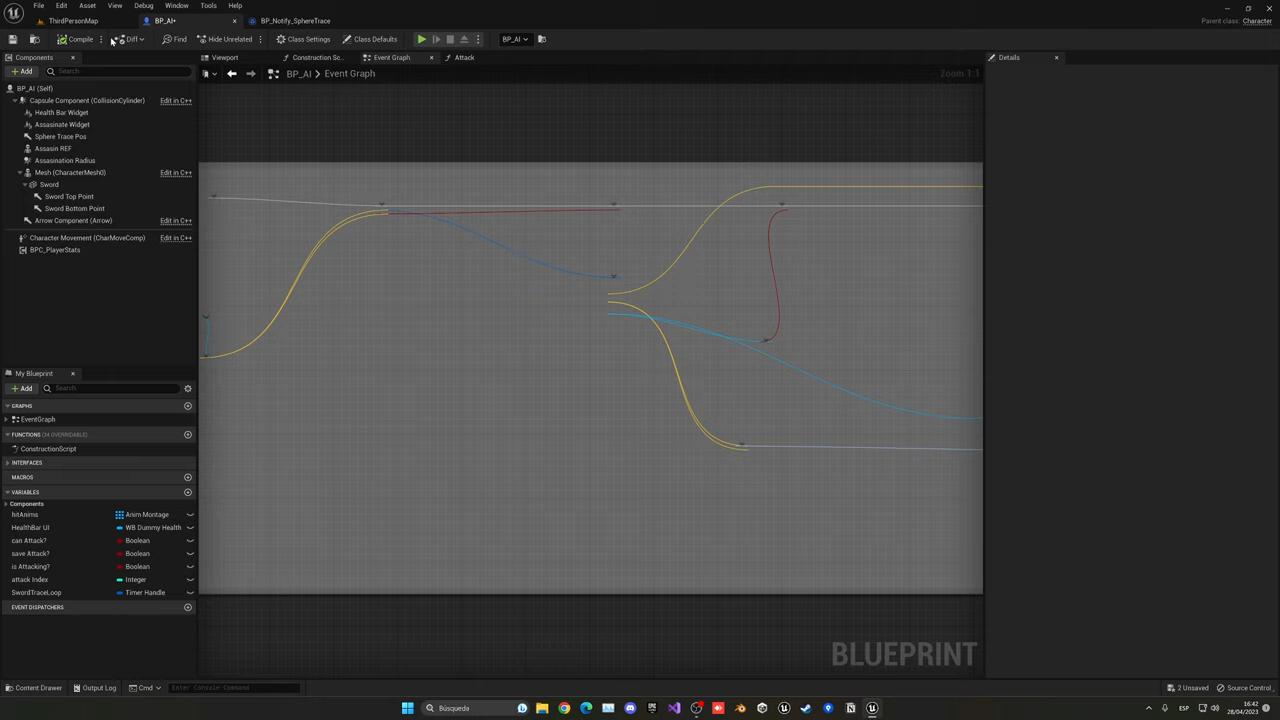 File Edit Asset View Debug Window Tools Help
ThirdPersonMap BP_AI• BP_Notify_SphereTrace Parent class: Character
Compile Diff Find Hide Unrelated Class Settings Class Defaults BP_AI
Components Viewport Construction Sc... Event Graph Attack Details
Add Search BP_AI Event Graph Zoom 1:1
BP_AI (Self)
Capsule Component (CollisionCylinder) Edit in C++
Health Bar Widget
Assasinate Widget
Sphere Trace Pos
Assasin REF
Assasination Radius
Mesh (CharacterMesh0) Edit in C++
Sword
Sword Top Point
Sword Bottom Point
Arrow Component (Arrow) Edit in C++
Character Movement (CharMoveComp) Edit in C++
BPC_PlayerStats
My Blueprint
Add Search
GRAPHS
EventGraph
FUNCTIONS (34 OVERRIDABLE)
ConstructionScript
INTERFACES
MACROS
VARIABLES
Components
hitAnims Anim Montage
HealthBar UI WB Dummy Health
can Attack? Boolean
save Attack? Boolean
is Attacking? Boolean
attack Index Integer
SwordTraceLoop Timer Handle
EVENT DISPATCHERS
BLUEPRINT
Content Drawer Output Log Cmd Enter Console Command 2 Unsaved Source Control
Búsqueda ESP 16:42
28/04/2023